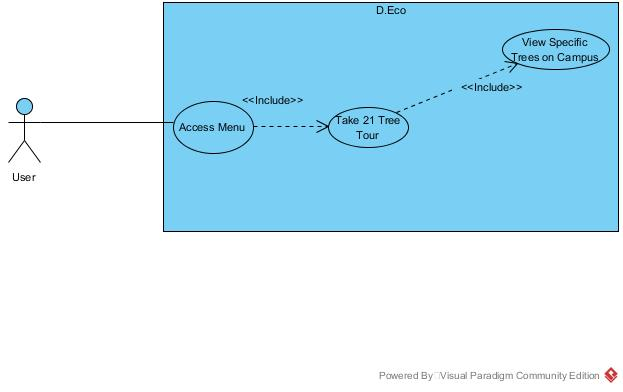 D.Eco
View Specific
Trees on Campus
<<Include>>
<<Include>>
Access Menu
Take 21 Tree
Tour
User
Powered By Visual Paradigm Community Edition